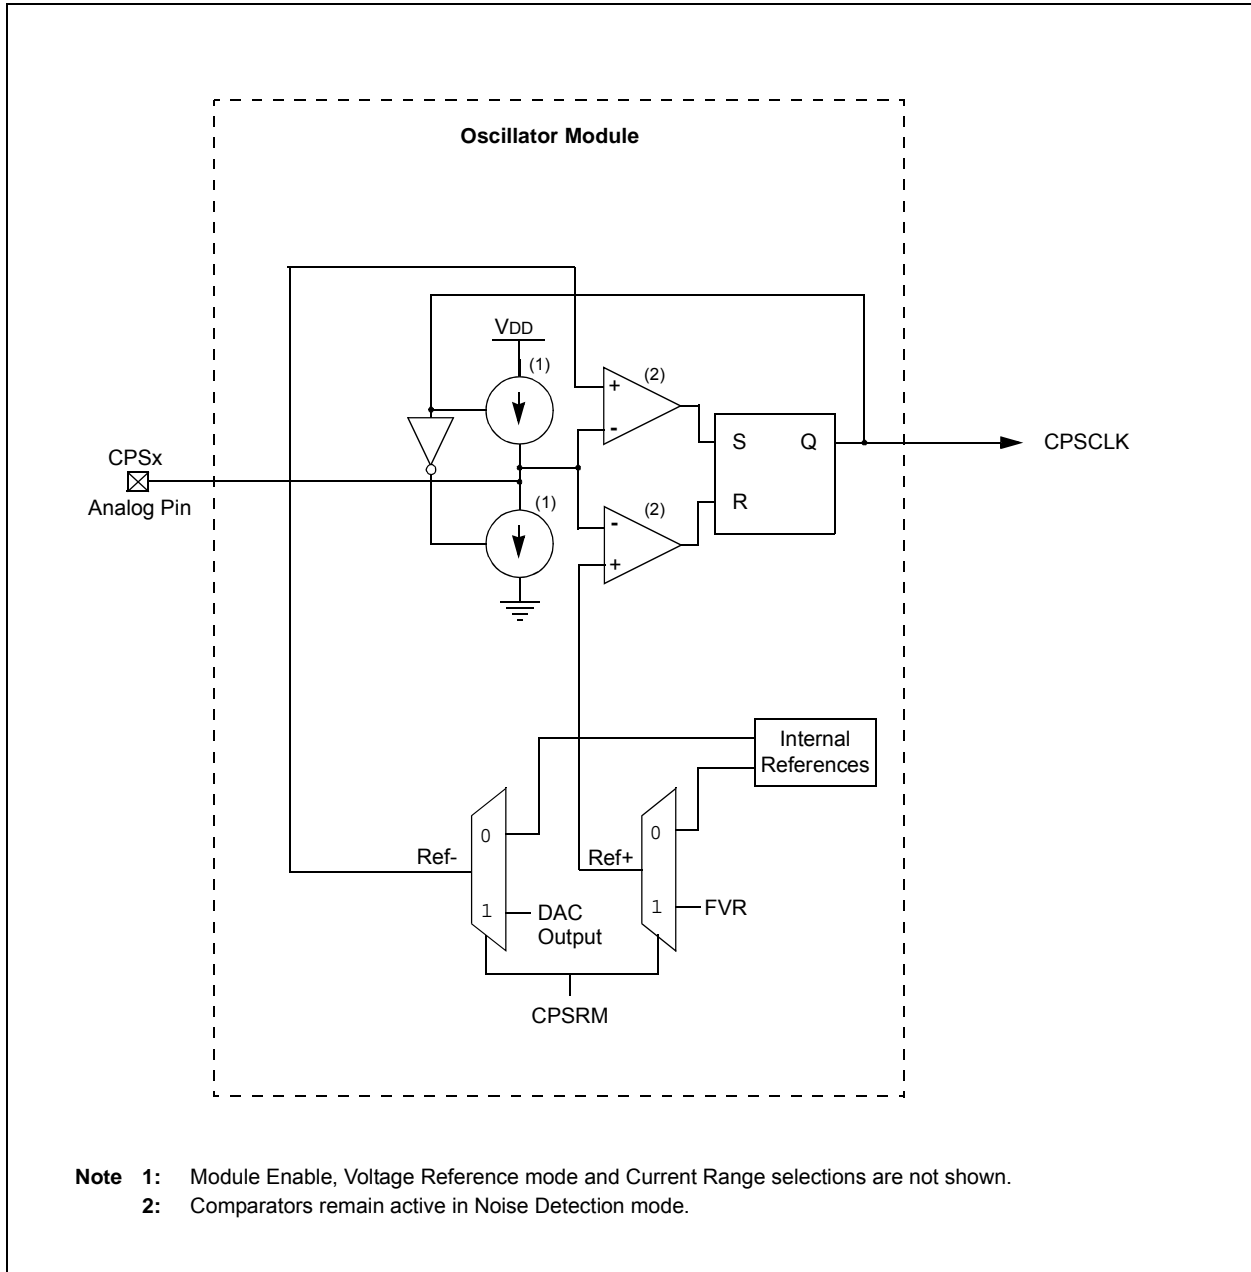 Oscillator Module
VDD
(1)
(2)
+
-
S Q
CPSCLK
CPSx
Analog Pin
R
(1)
(2)
-
+
Internal
References
0
0
Ref-
Ref+
1
DAC
Output
1
FVR
CPSRM
Note 1: Module Enable, Voltage Reference mode and Current Range selections are not shown.
2: Comparators remain active in Noise Detection mode.